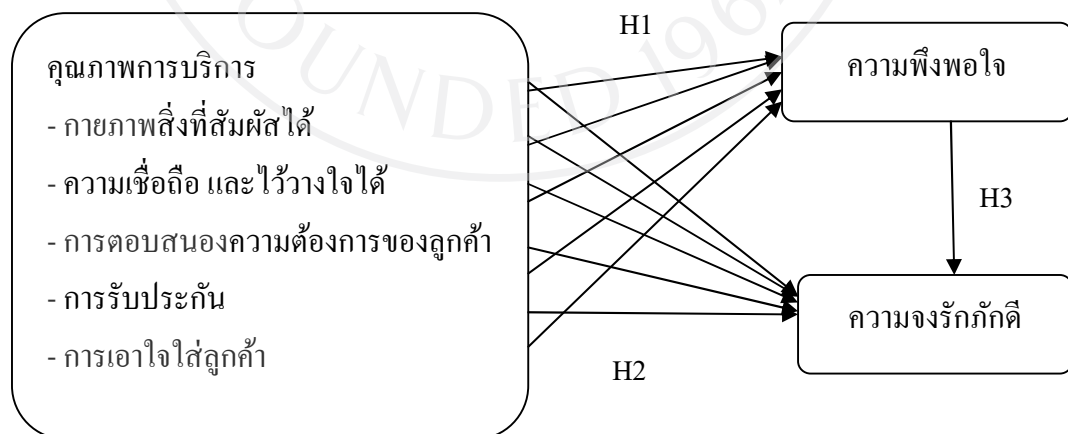 H1
คุณภาพการบริการ
- กายภาพสิ่งที่สัมผัสได้
- ความเชื่อถือ และไว้วางใจได้
- การตอบสนองความต้องการของลูกค้า
- การรับประกัน
- การเอาใจใส่ลูกค้า
ความพึงพอใจ
H3
ความจงรักภักดี
H2
OUNDED 196